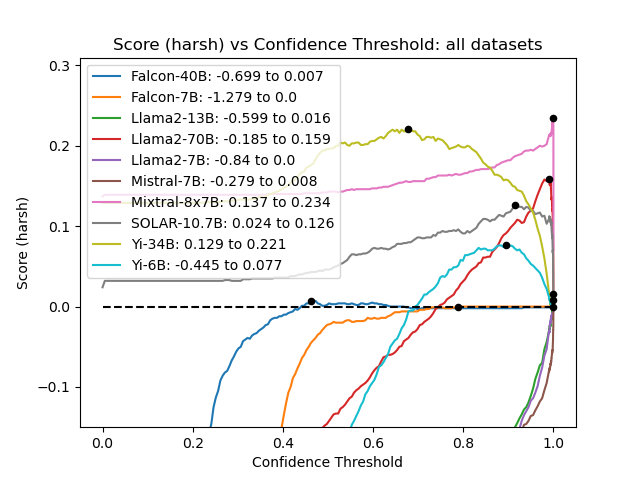 Score (harsh) vs Confidence Threshold: all datasets
Score (harsh)
0.3
0.2
0.1
0.0
−0.1
Falcon-40B: -0.699 to 0.007
Falcon-7B: -1.279 to 0.0
Llama2-13B: -0.599 to 0.016
Llama2-70B: -0.185 to 0.159
Llama2-7B: -0.84 to 0.0
Mistral-7B: -0.279 to 0.008
Mixtral-8x7B: 0.137 to 0.234
SOLAR-10.7B: 0.024 to 0.126
Yi-34B: 0.129 to 0.221
Yi-6B: -0.445 to 0.077
0.0 0.2 0.4 0.6 0.8 1.0
Confidence Threshold